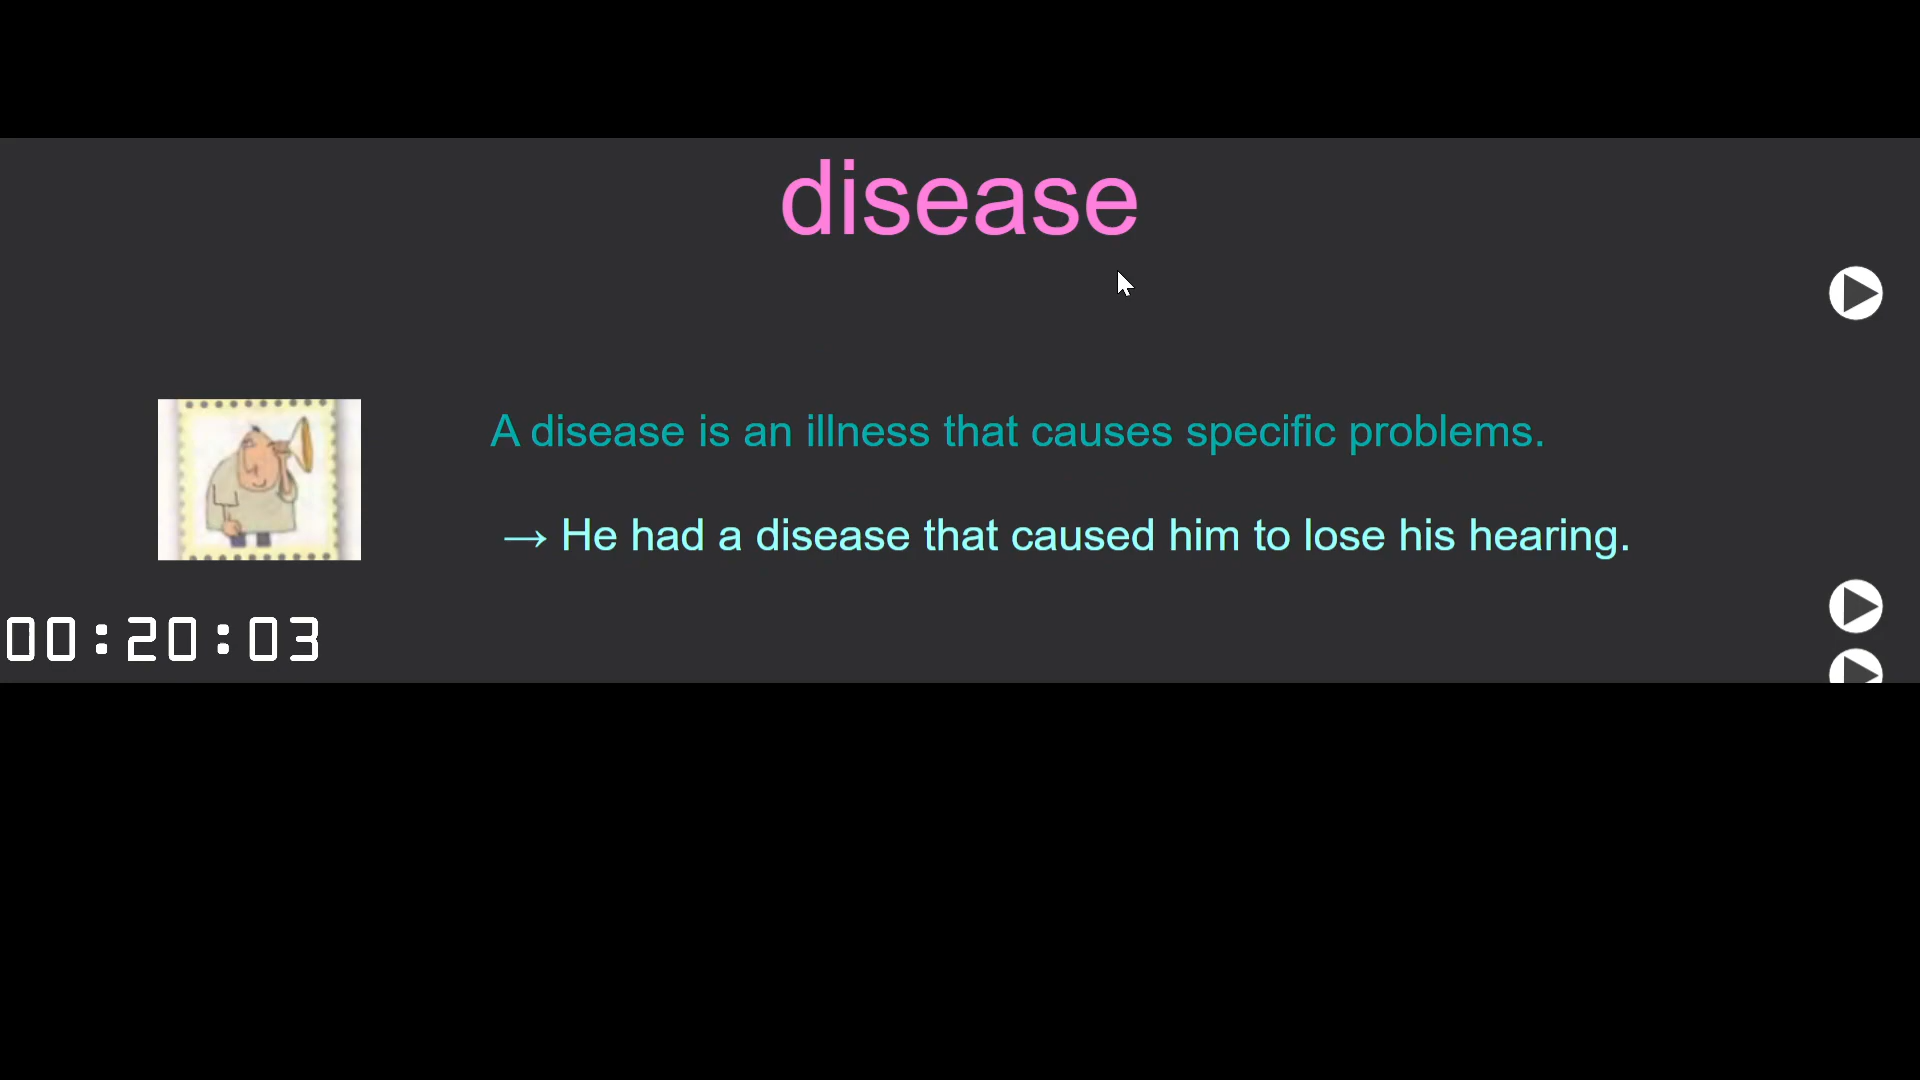 disease
A disease is an illness that causes specific problems.
→ He had a disease that caused him to lose his hearing.
00:20:03